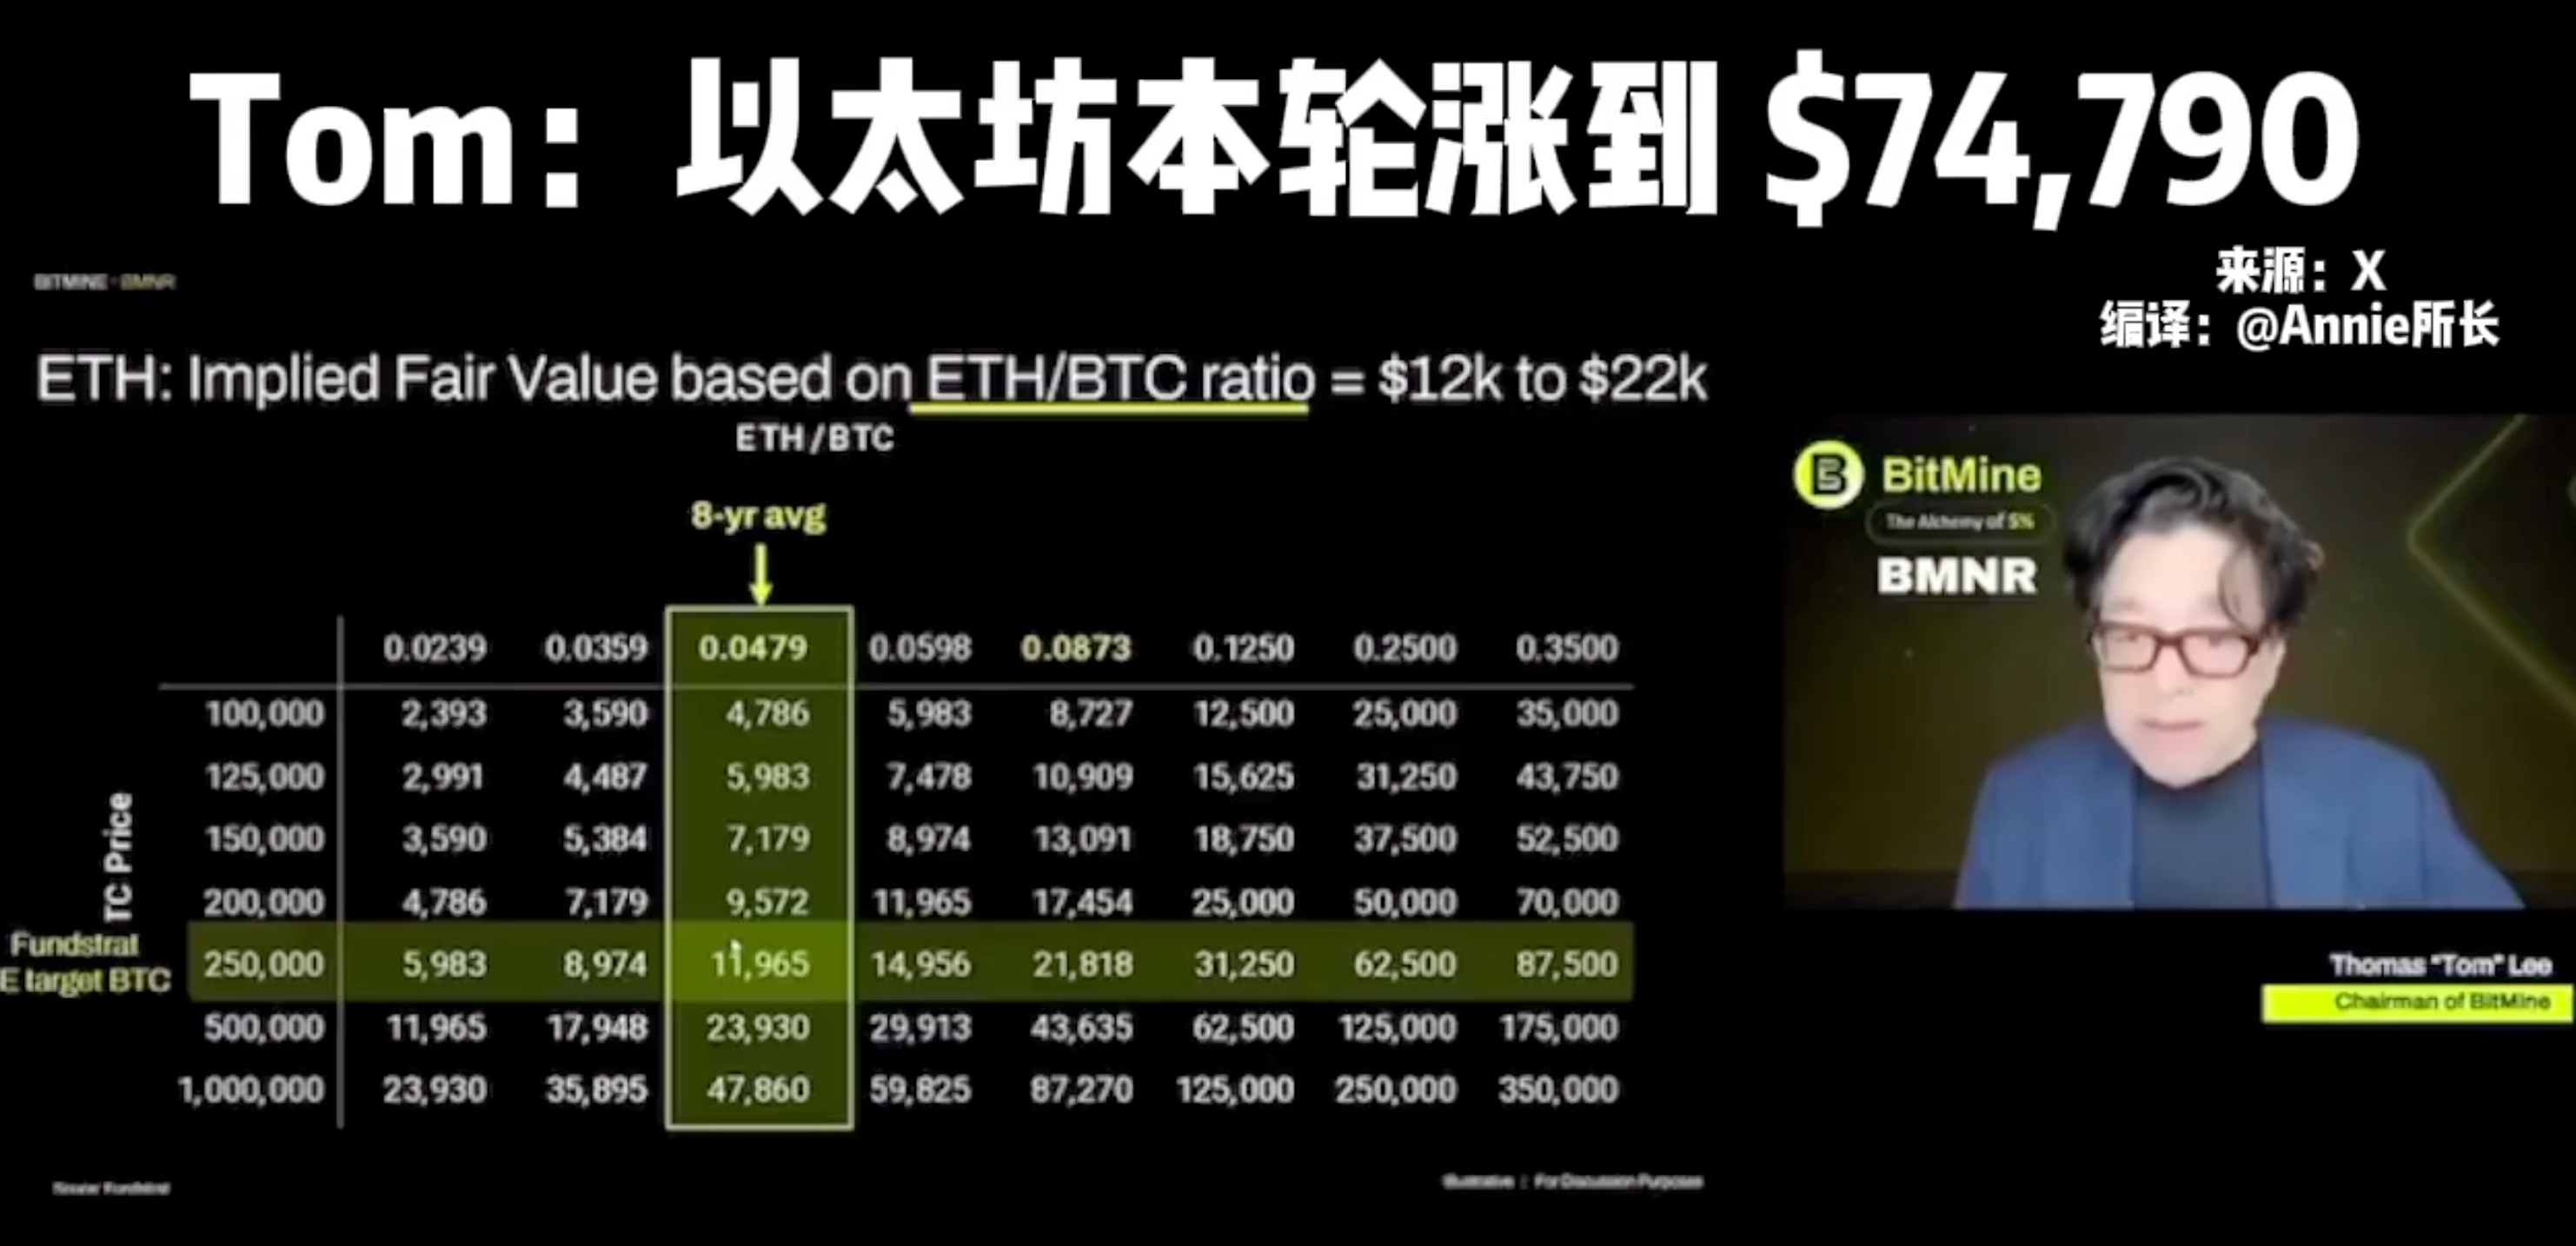 Tom：以太坊本轮涨到 $74,790
来源：X
编译：@Annie所长
BITMINE · BMNR
ETH: Implied Fair Value based on ETH/BTC ratio = $12k to $22k
ETH/BTC
8-yr avg
0.0239 0.0359 0.0479 0.0598 0.0873 0.1250 0.2500 0.3500
100,000 2,393 3,590 4,786 5,983 8,727 12,500 25,000 35,000
125,000 2,991 4,487 5,983 7,478 10,909 15,625 31,250 43,750
150,000 3,590 5,384 7,179 8,974 13,091 18,750 37,500 52,500
200,000 4,786 7,179 9,572 11,965 17,454 25,000 50,000 70,000
250,000 5,983 8,974 11,965 14,956 21,818 31,250 62,500 87,500
500,000 11,965 17,948 23,930 29,913 43,635 62,500 125,000 175,000
1,000,000 23,930 35,895 47,860 59,825 87,270 125,000 250,000 350,000
TC Price
Fundstrat
E target BTC
Source: Fundstrat
Illustrative | For Discussion Purposes
B BitMine
The Alchemy of 5%
BMNR
Thomas "Tom" Lee
Chairman of BitMine